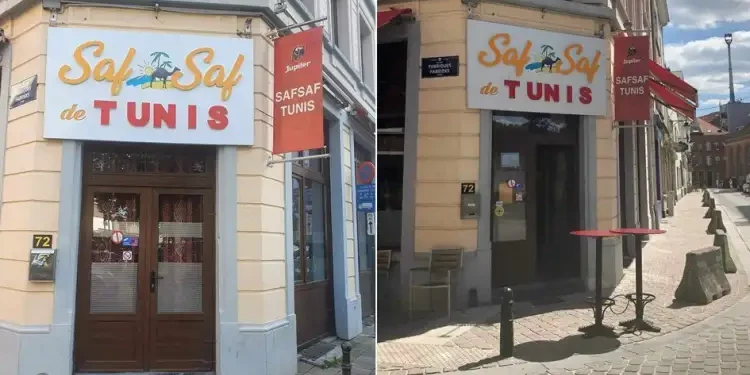 Saf Saf
de TUNIS
Jupiler
SAFSAF
TUNIS
72
Saf Saf
de TUNIS
Jupiler
SAFSAF
TUNIS
72